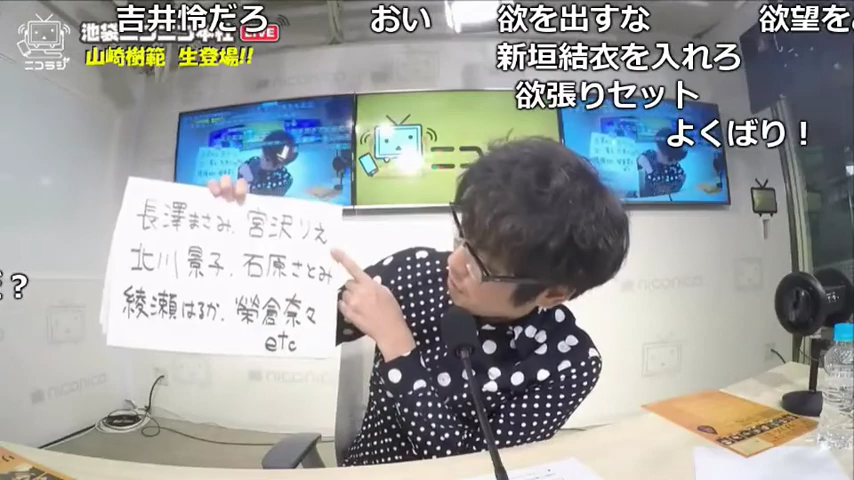 吉井怜だろ
おい
欲を出すな
欲望を
池袋ニコニコ本社
LIVE
ニコラジ
山崎樹範 生登場!!
新垣結衣を入れろ
欲張りセット
よくばり！
長澤まさみ、宮沢りえ
北川景子、石原さとみ
綾瀬はるか、榮倉奈々
etc
?
niconico
niconico